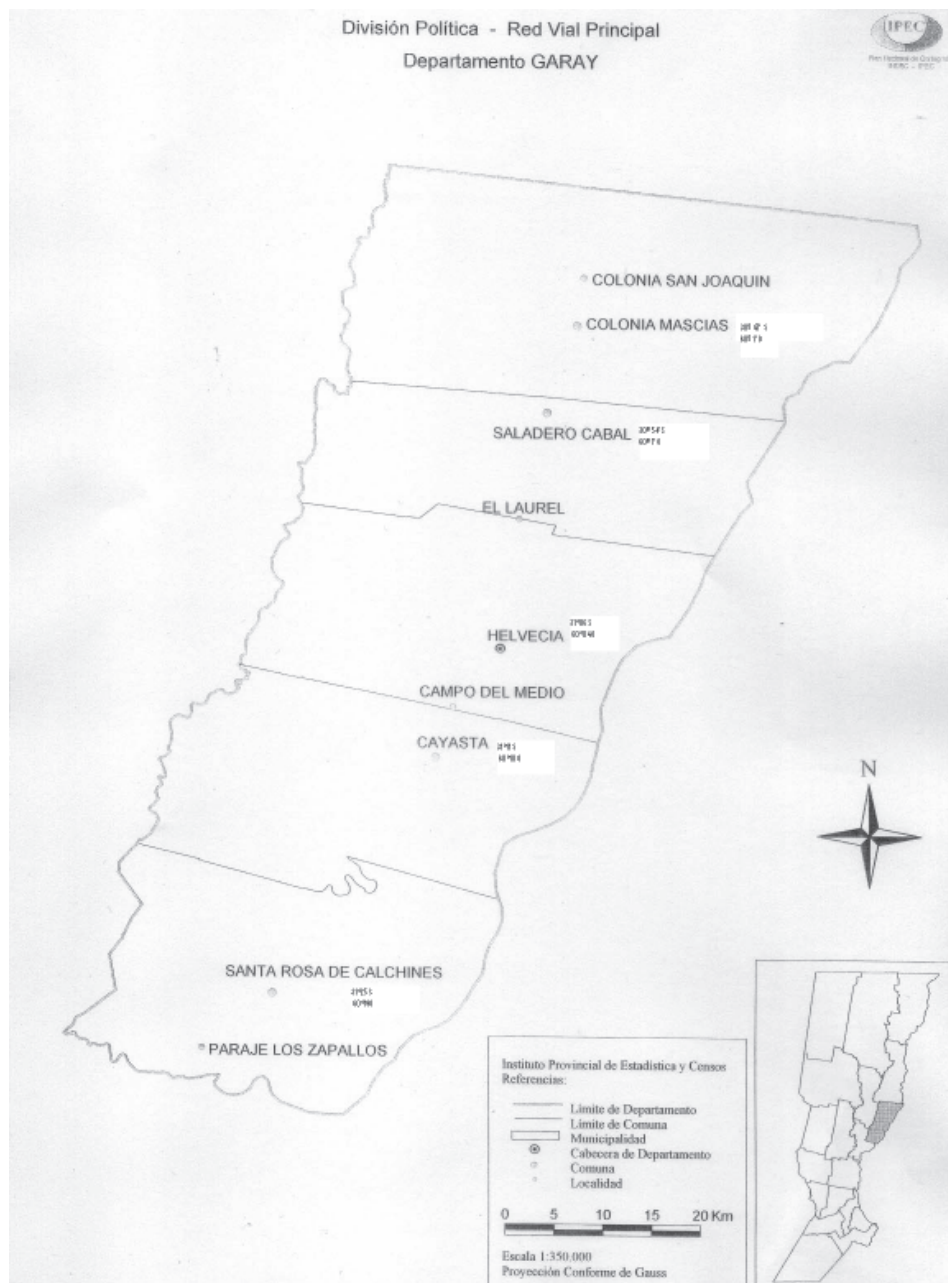 División Política - Red Vial Principal
Departamento GARAY
IPEC
COLONIA SAN JOAQUIN
COLONIA MASCIAS
SALADERO CABAL
EL LAUREL
HELVECIA
CAMPO DEL MEDIO
CAYASTA
N
SANTA ROSA DE CALCHINES
PARAJE LOS ZAPALLOS
Instituto Provincial de Estadística y Censos
Referencias:
Límite de Departamento
Límite de Comuna
Municipalidad
Cabecera de Departamento
Comuna
Localidad
0 5 10 15 20 Km
Escala 1:350.000
Proyección Conforme de Gauss